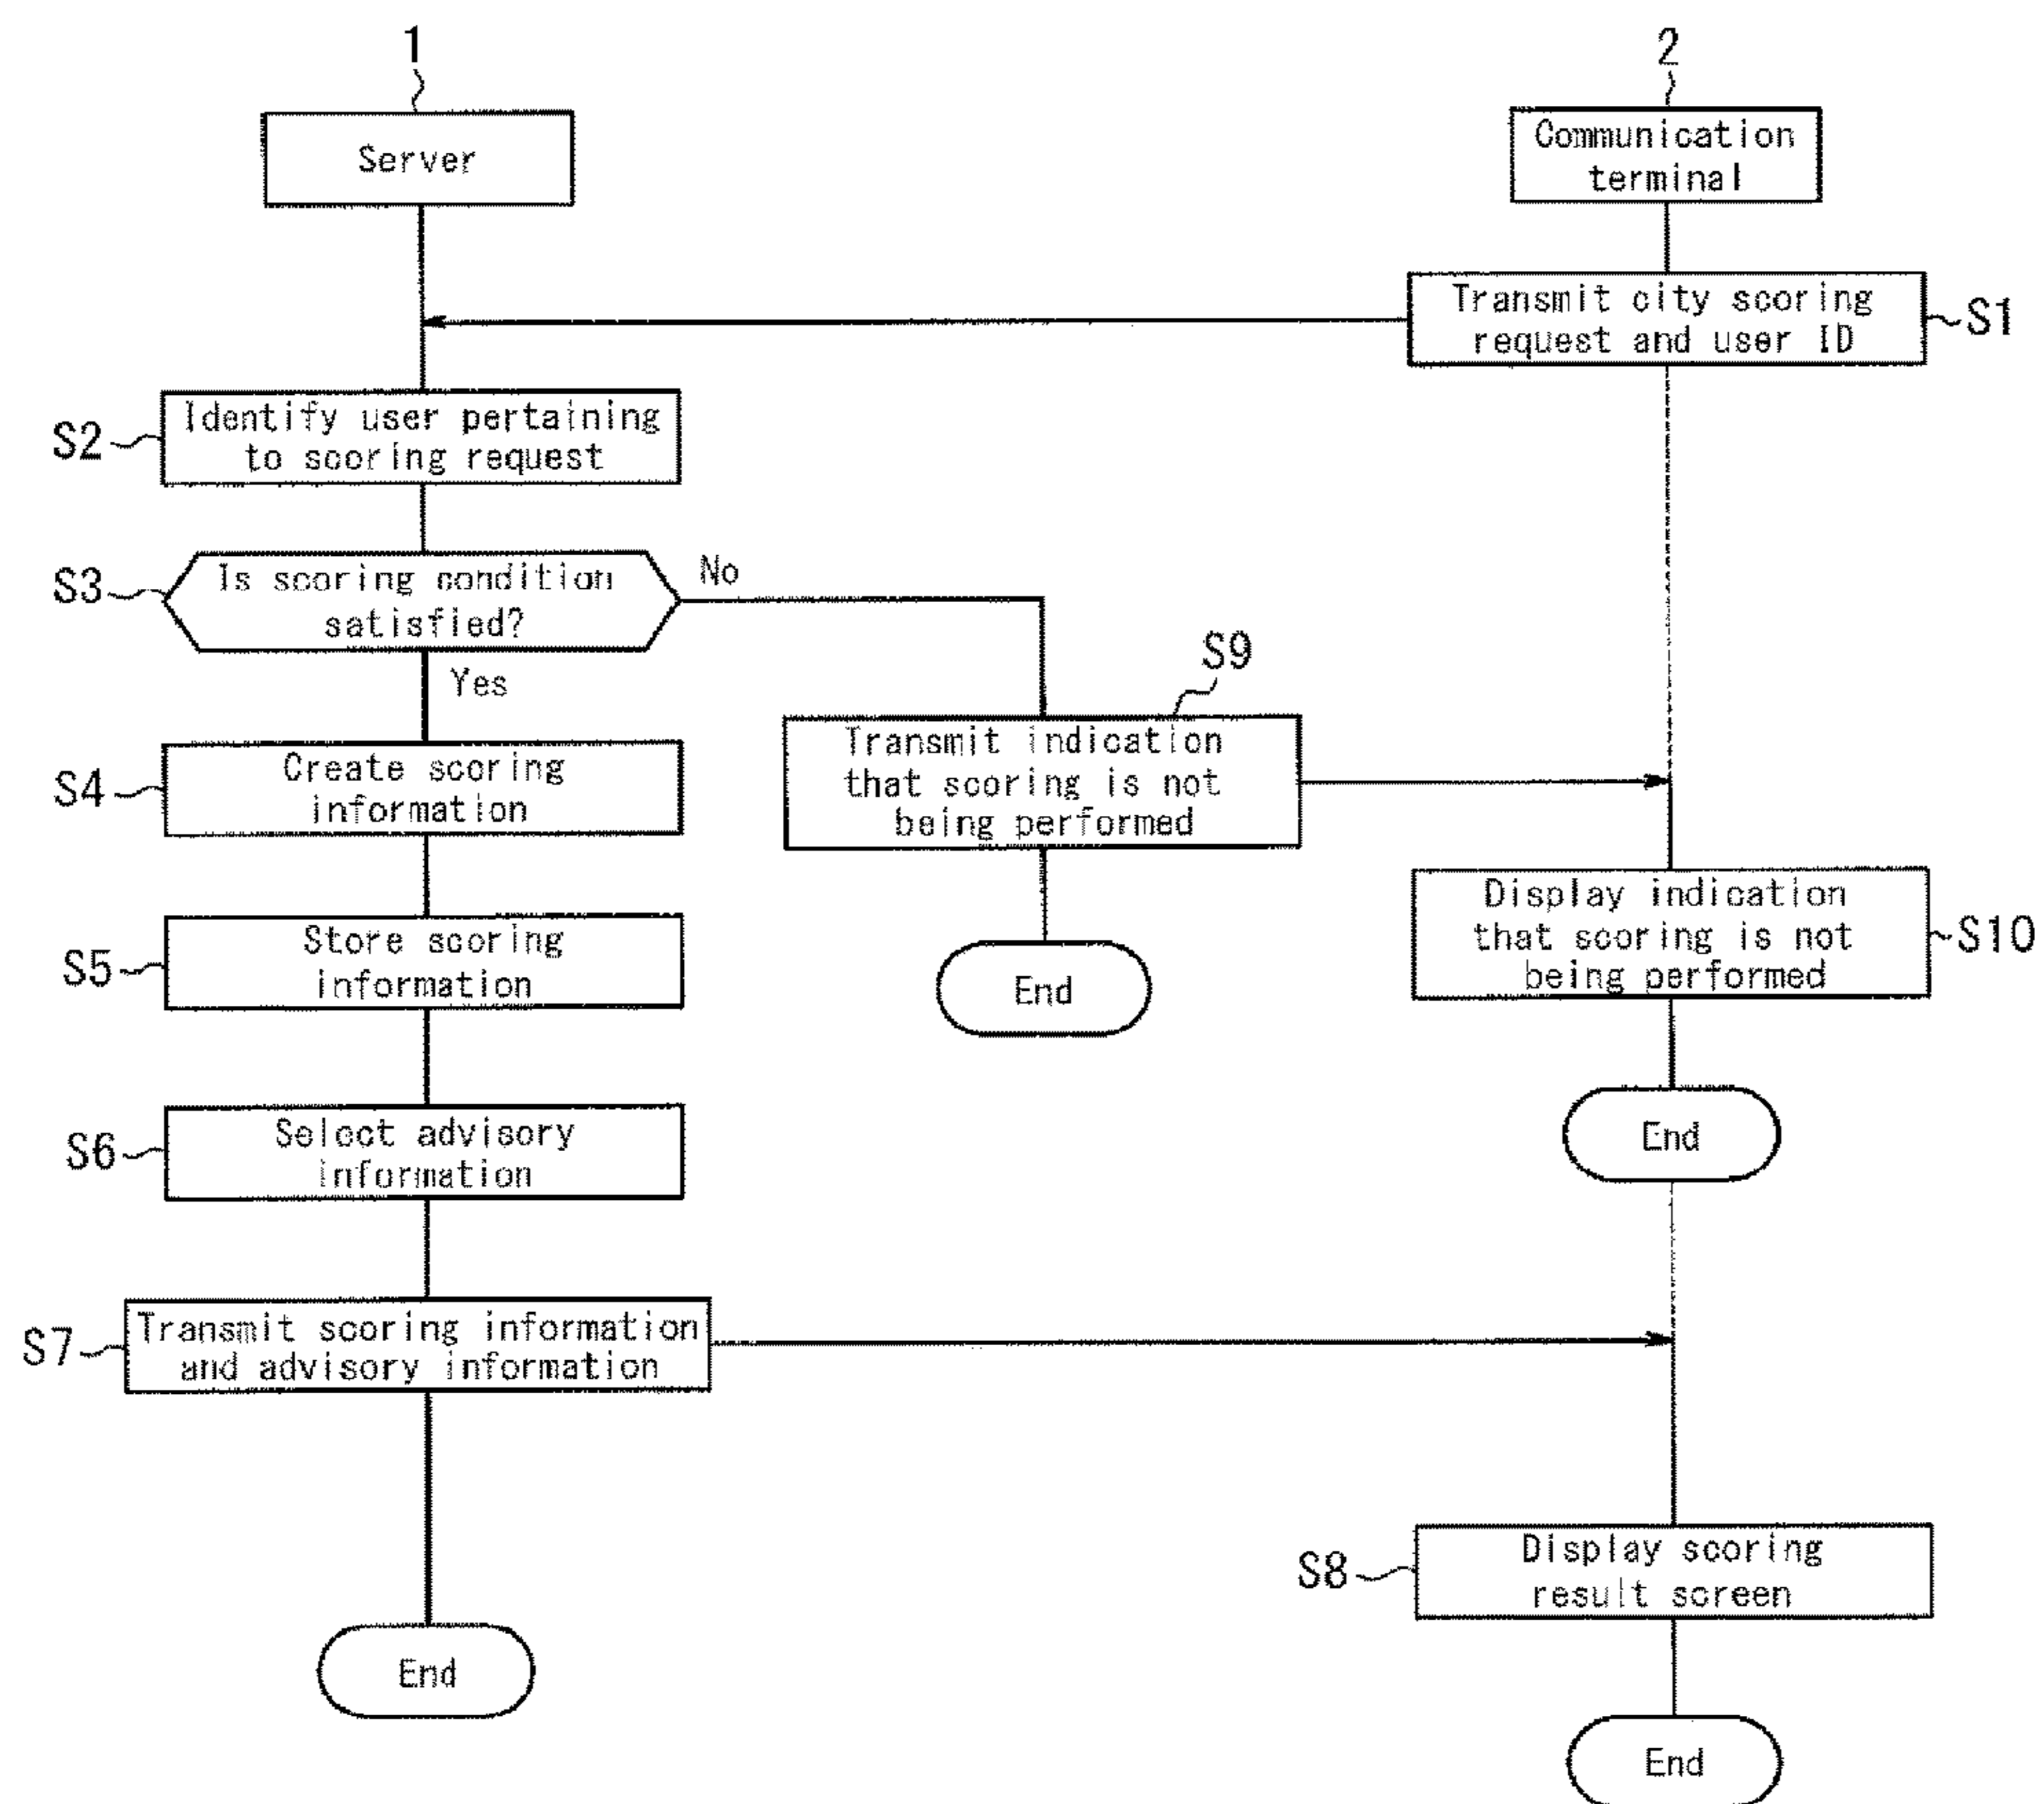 1
2
Server
Communication
terminal
Transmit city scoring
request and user ID
S1
S2
Identify user pertaining
to scoring request
S3
Is scoring condition
satisfied?
No
Yes
S9
Transmit indication
that scoring is not
being performed
S4
Create scoring
information
Display indication
that scoring is not
being performed
S10
S5
Store scoring
information
End
End
S6
Select advisory
information
S7
Transmit scoring information
and advisory information
S8
Display scoring
result screen
End
End